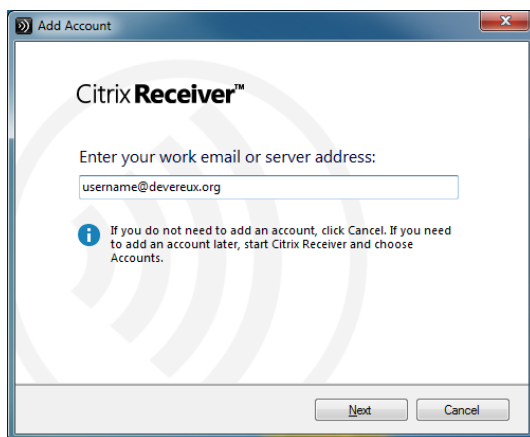 Add Account
Citrix Receiver™
Enter your work email or server address:
username@devereux.org
If you do not need to add an account, click Cancel. If you need
to add an account later, start Citrix Receiver and choose
Accounts.
Next Cancel